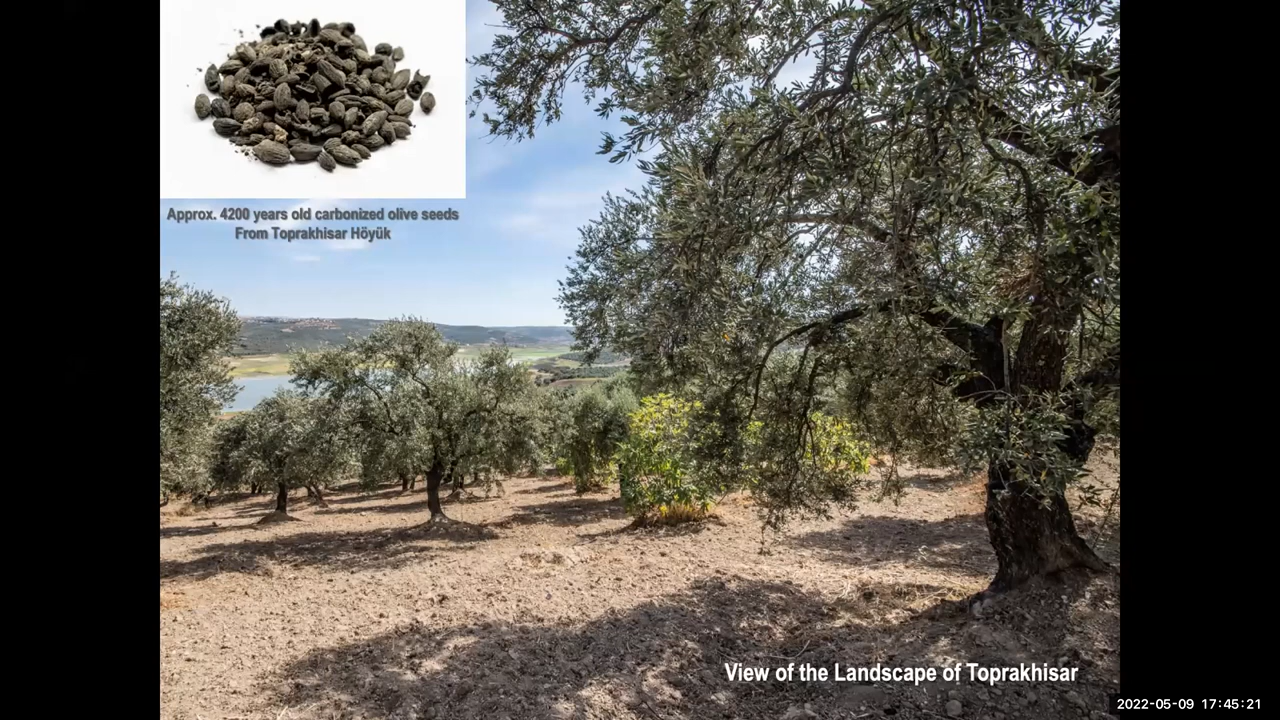 Approx. 4200 years old carbonized olive seeds
From Toprakhisar Höyük
View of the Landscape of Toprakhisar
2022-05-09 17:45:21